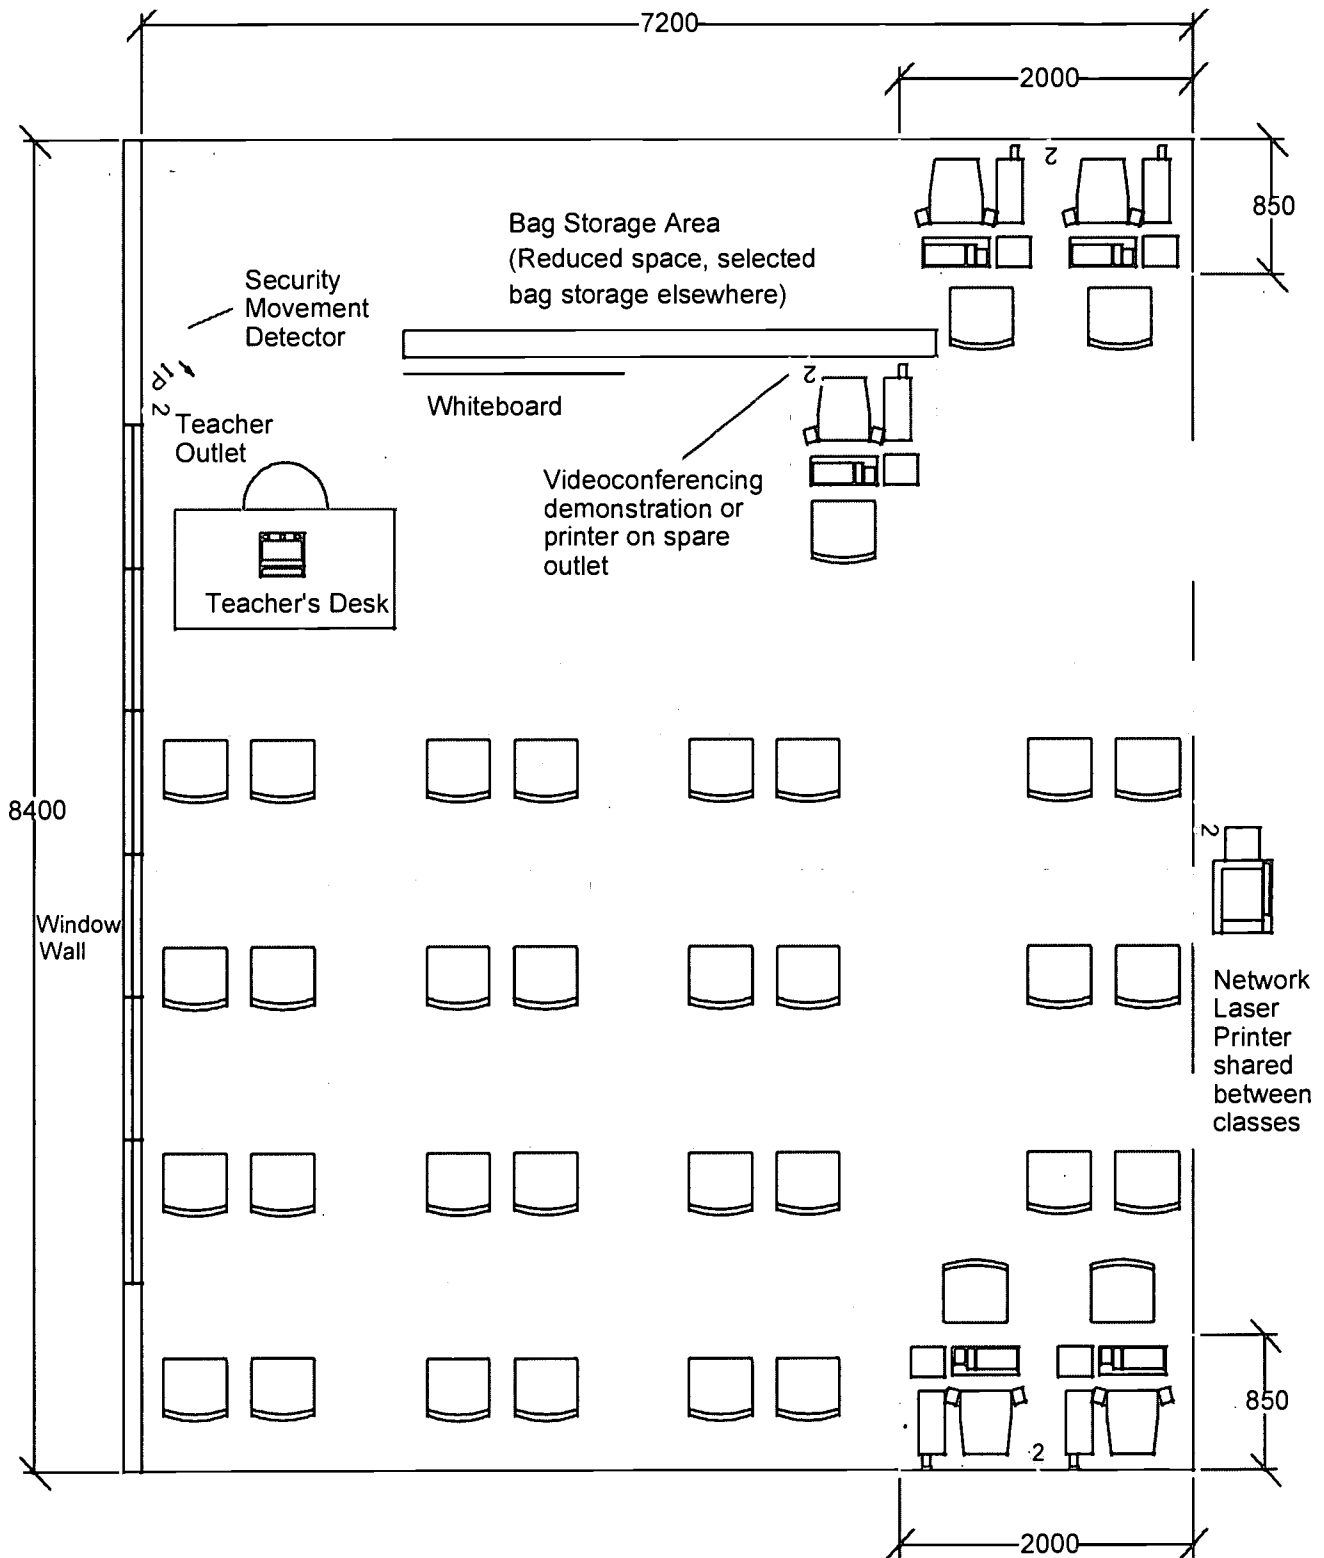 7200
2000
2
850
Bag Storage Area
(Reduced space, selected
bag storage elsewhere)
Security
Movement
Detector
2
2
Teacher
Outlet
Whiteboard
Videoconferencing
demonstration or
printer on spare
outlet
Teacher's Desk
8400
2
Window
Wall
Network
Laser
Printer
shared
between
classes
850
2
2000